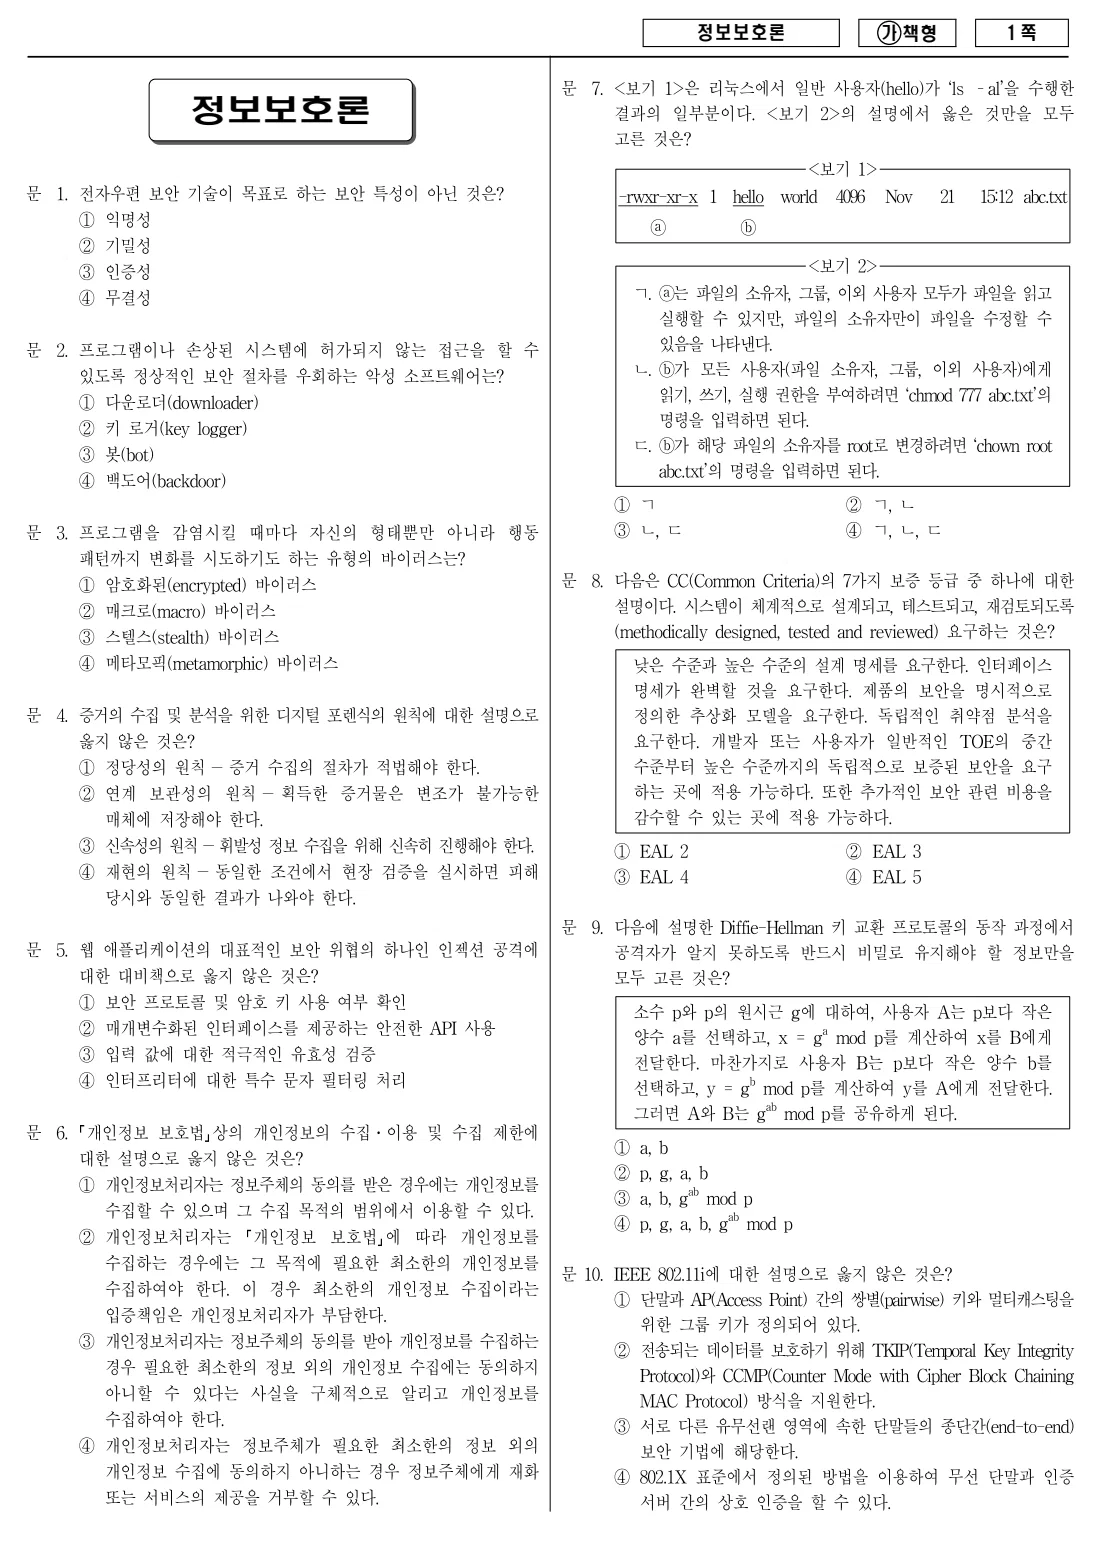 정보보호론
㉮책형
1쪽
정보보호론
문 1. 전자우편 보안 기술이 목표로 하는 보안 특성이 아닌 것은?
① 익명성
② 기밀성
③ 인증성
④ 무결성
문 2. 프로그램이나 손상된 시스템에 허가되지 않는 접근을 할 수
있도록 정상적인 보안 절차를 우회하는 악성 소프트웨어는?
① 다운로더(downloader)
② 키 로거(key logger)
③ 봇(bot)
④ 백도어(backdoor)
문 3. 프로그램을 감염시킬 때마다 자신의 형태뿐만 아니라 행동
패턴까지 변화를 시도하기도 하는 유형의 바이러스는?
① 암호화된(encrypted) 바이러스
② 매크로(macro) 바이러스
③ 스텔스(stealth) 바이러스
④ 메타모픽(metamorphic) 바이러스
문 4. 증거의 수집 및 분석을 위한 디지털 포렌식의 원칙에 대한 설명으로
옳지 않은 것은?
① 정당성의 원칙 – 증거 수집의 절차가 적법해야 한다.
② 연계 보관성의 원칙 – 획득한 증거물은 변조가 불가능한
매체에 저장해야 한다.
③ 신속성의 원칙 – 휘발성 정보 수집을 위해 신속히 진행해야 한다.
④ 재현의 원칙 – 동일한 조건에서 현장 검증을 실시하면 피해
당시와 동일한 결과가 나와야 한다.
문 5. 웹 애플리케이션의 대표적인 보안 위협의 하나인 인젝션 공격에
대한 대비책으로 옳지 않은 것은?
① 보안 프로토콜 및 암호 키 사용 여부 확인
② 매개변수화된 인터페이스를 제공하는 안전한 API 사용
③ 입력 값에 대한 적극적인 유효성 검증
④ 인터프리터에 대한 특수 문자 필터링 처리
문 6. 「개인정보 보호법」상의 개인정보의 수집・이용 및 수집 제한에
대한 설명으로 옳지 않은 것은?
① 개인정보처리자는 정보주체의 동의를 받은 경우에는 개인정보를
수집할 수 있으며 그 수집 목적의 범위에서 이용할 수 있다.
② 개인정보처리자는 「개인정보 보호법」에 따라 개인정보를
수집하는 경우에는 그 목적에 필요한 최소한의 개인정보를
수집하여야 한다. 이 경우 최소한의 개인정보 수집이라는
입증책임은 개인정보처리자가 부담한다.
③ 개인정보처리자는 정보주체의 동의를 받아 개인정보를 수집하는
경우 필요한 최소한의 정보 외의 개인정보 수집에는 동의하지
아니할 수 있다는 사실을 구체적으로 알리고 개인정보를
수집하여야 한다.
④ 개인정보처리자는 정보주체가 필요한 최소한의 정보 외의
개인정보 수집에 동의하지 아니하는 경우 정보주체에게 재화
또는 서비스의 제공을 거부할 수 있다.
문 7. <보기 1>은 리눅스에서 일반 사용자(hello)가 ‘ls –al’을 수행한
결과의 일부분이다. <보기 2>의 설명에서 옳은 것만을 모두
고른 것은?
<보기 1>
-rwxr-xr-x 1 hello world 4096 Nov 21 15:12 abc.txt
ⓐ ⓑ
<보기 2>
ㄱ. ⓐ는 파일의 소유자, 그룹, 이외 사용자 모두가 파일을 읽고
실행할 수 있지만, 파일의 소유자만이 파일을 수정할 수
있음을 나타낸다.
ㄴ. ⓑ가 모든 사용자(파일 소유자, 그룹, 이외 사용자)에게
읽기, 쓰기, 실행 권한을 부여하려면 ‘chmod 777 abc.txt’의
명령을 입력하면 된다.
ㄷ. ⓑ가 해당 파일의 소유자를 root로 변경하려면 ‘chown root
abc.txt’의 명령을 입력하면 된다.
① ㄱ ② ㄱ, ㄴ
③ ㄴ, ㄷ ④ ㄱ, ㄴ, ㄷ
문 8. 다음은 CC(Common Criteria)의 7가지 보증 등급 중 하나에 대한
설명이다. 시스템이 체계적으로 설계되고, 테스트되고, 재검토되도록
(methodically designed, tested and reviewed) 요구하는 것은?
낮은 수준과 높은 수준의 설계 명세를 요구한다. 인터페이스
명세가 완벽할 것을 요구한다. 제품의 보안을 명시적으로
정의한 추상화 모델을 요구한다. 독립적인 취약점 분석을
요구한다. 개발자 또는 사용자가 일반적인 TOE의 중간
수준부터 높은 수준까지의 독립적으로 보증된 보안을 요구
하는 곳에 적용 가능하다. 또한 추가적인 보안 관련 비용을
감수할 수 있는 곳에 적용 가능하다.
① EAL 2 ② EAL 3
③ EAL 4 ④ EAL 5
문 9. 다음에 설명한 Diffie-Hellman 키 교환 프로토콜의 동작 과정에서
공격자가 알지 못하도록 반드시 비밀로 유지해야 할 정보만을
모두 고른 것은?
소수 p와 p의 원시근 g에 대하여, 사용자 A는 p보다 작은
양수 a를 선택하고, x = g^a mod p를 계산하여 x를 B에게
전달한다. 마찬가지로 사용자 B는 p보다 작은 양수 b를
선택하고, y = g^b mod p를 계산하여 y를 A에게 전달한다.
그러면 A와 B는 g^ab mod p를 공유하게 된다.
① a, b
② p, g, a, b
③ a, b, g^ab mod p
④ p, g, a, b, g^ab mod p
문 10. IEEE 802.11i에 대한 설명으로 옳지 않은 것은?
① 단말과 AP(Access Point) 간의 쌍별(pairwise) 키와 멀티캐스팅을
위한 그룹 키가 정의되어 있다.
② 전송되는 데이터를 보호하기 위해 TKIP(Temporal Key Integrity
Protocol)와 CCMP(Counter Mode with Cipher Block Chaining
MAC Protocol) 방식을 지원한다.
③ 서로 다른 유무선랜 영역에 속한 단말들의 종단간(end-to-end)
보안 기법에 해당한다.
④ 802.1X 표준에서 정의된 방법을 이용하여 무선 단말과 인증
서버 간의 상호 인증을 할 수 있다.